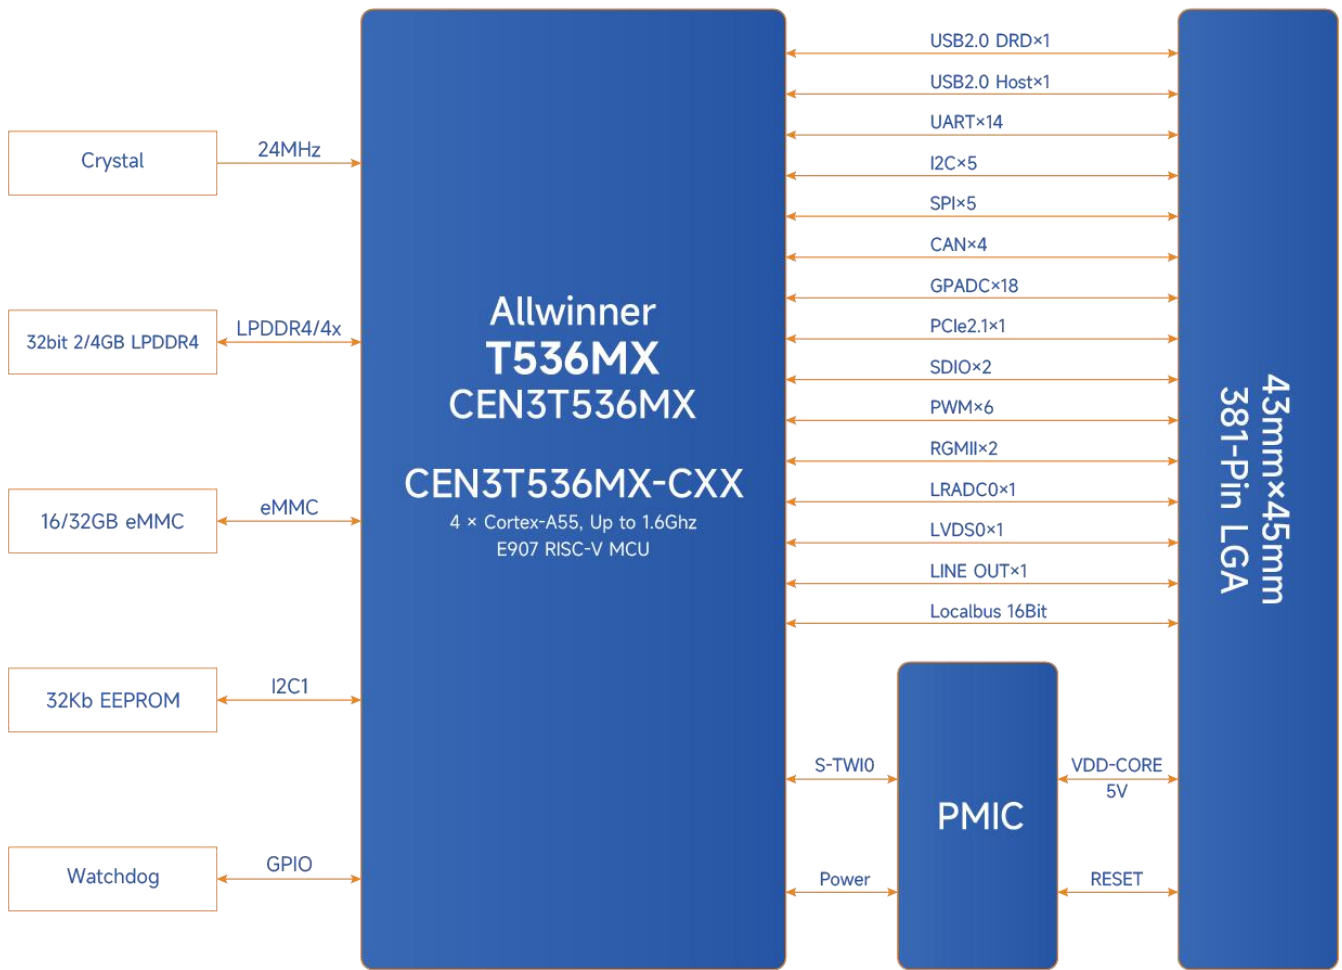 Crystal
24MHz
32bit 2/4GB LPDDR4
LPDDR4/4x
16/32GB eMMC
eMMC
32Kb EEPROM
I2C1
Watchdog
GPIO
Allwinner
T536MX
CEN3T536MX
CEN3T536MX-CXX
4 × Cortex-A55, Up to 1.6Ghz
E907 RISC-V MCU
USB2.0 DRD×1
USB2.0 Host×1
UART×14
I2C×5
SPI×5
CAN×4
GPADC×18
PCIe2.1×1
SDIO×2
PWM×6
RGMII×2
LRADC0×1
LVDS0×1
LINE OUT×1
Localbus 16Bit
S-TWI0
Power
PMIC
VDD-CORE
5V
RESET
43mm×45mm
381-Pin LGA